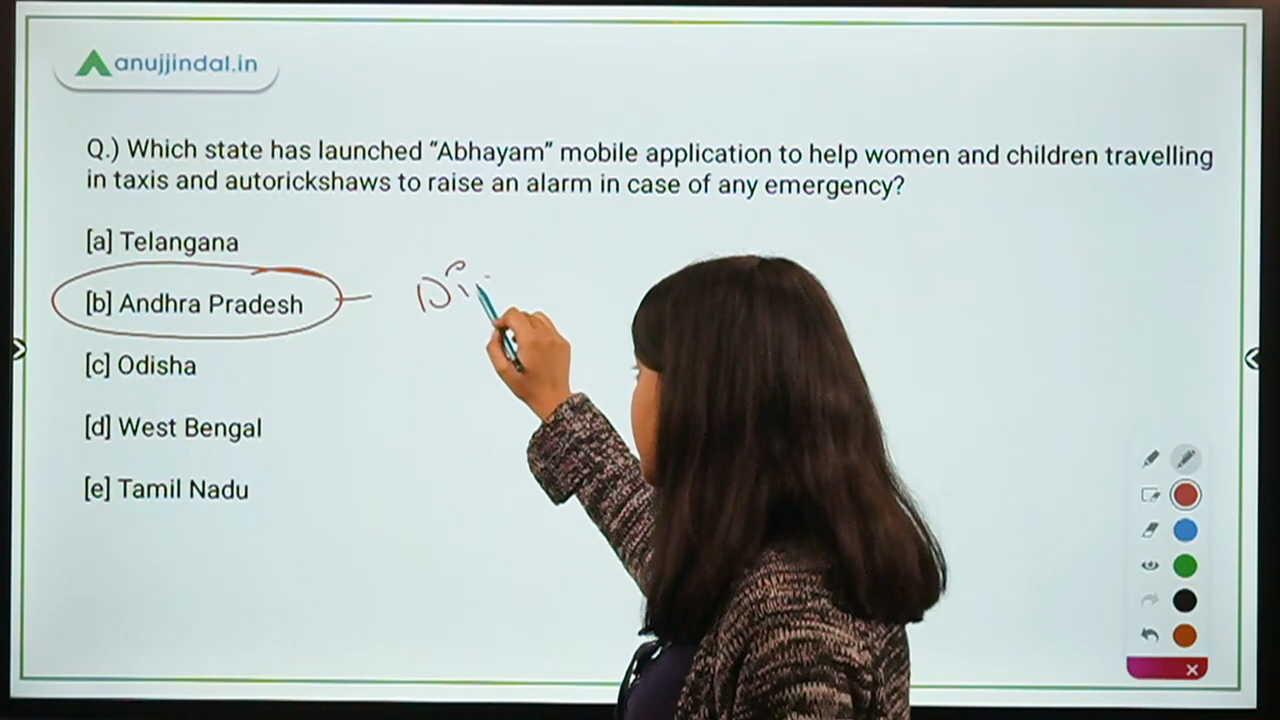 anujjindal.in
Q.) Which state has launched “Abhayam” mobile application to help women and children travelling
in taxis and autorickshaws to raise an alarm in case of any emergency?
[a] Telangana
[b] Andhra Pradesh
[c] Odisha
[d] West Bengal
[e] Tamil Nadu